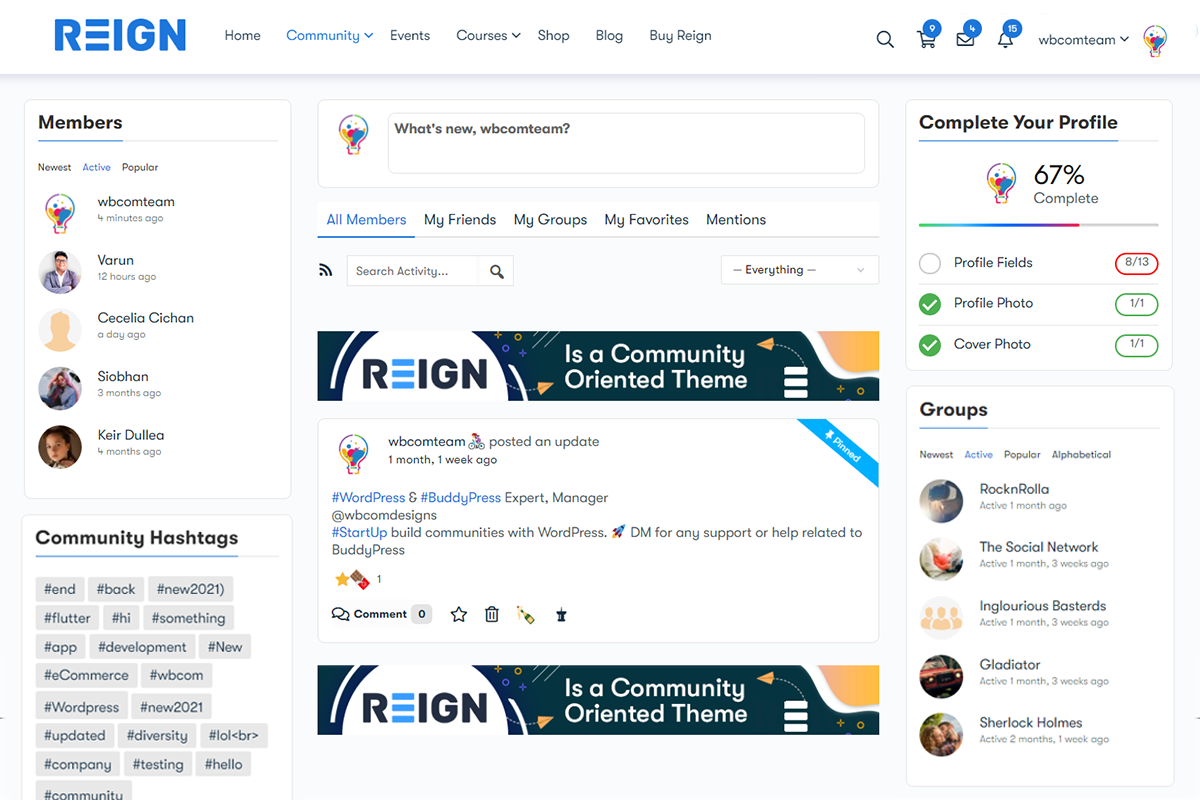 REIGN
Home
Community
Events
Courses
Shop
Blog
Buy Reign
9
4
15
wbcomteam
Members
Newest Active Popular
wbcomteam
4 minutes ago
Varun
12 hours ago
Cecelia Cichan
a day ago
Siobhan
3 months ago
Keir Dullea
4 months ago
Community Hashtags
#end #back #new2021)
#flutter #hi #something
#app #development #New
#eCommerce #wbcom
#Wordpress #new2021
#updated #diversity #lol<br>
#company #testing #hello
#community
What's new, wbcomteam?
All Members My Friends My Groups My Favorites Mentions
Search Activity...
— Everything —
REIGN
Is a Community
Oriented Theme
wbcomteam 🚴 posted an update
1 month, 1 week ago
Pinned
#WordPress & #BuddyPress Expert, Manager
@wbcomdesigns
#StartUp build communities with WordPress. 🚀 DM for any support or help related to
BuddyPress
1
Comment 0
REIGN
Is a Community
Oriented Theme
Complete Your Profile
67%
Complete
Profile Fields 8/13
Profile Photo 1/1
Cover Photo 1/1
Groups
Newest Active Popular Alphabetical
RocknRolla
Active 1 month ago
The Social Network
Active 1 month, 3 weeks ago
Inglourious Basterds
Active 1 month, 3 weeks ago
Gladiator
Active 1 month, 3 weeks ago
Sherlock Holmes
Active 2 months, 1 week ago